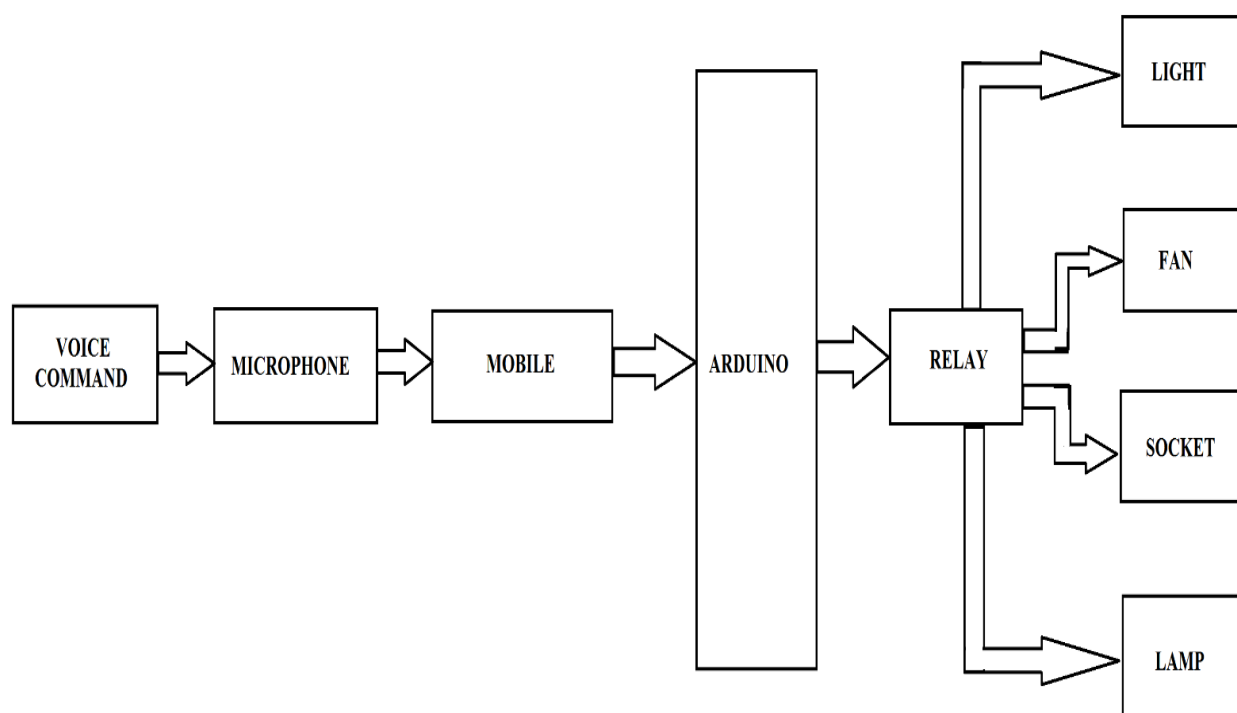 VOICE
COMMAND
MICROPHONE
MOBILE
ARDUINO
RELAY
LIGHT
FAN
SOCKET
LAMP